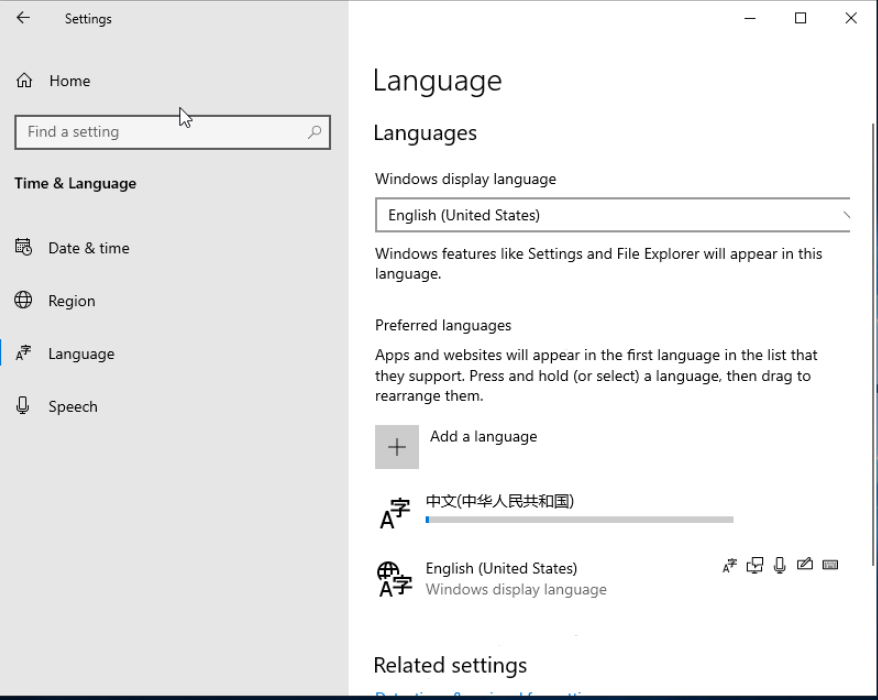 Settings
Home
Find a setting
Time & Language
Date & time
Region
Language
Speech
Language
Languages
Windows display language
English (United States)
Windows features like Settings and File Explorer will appear in this
language.
Preferred languages
Apps and websites will appear in the first language in the list that
they support. Press and hold (or select) a language, then drag to
rearrange them.
Add a language
中文(中华人民共和国)
English (United States)
Windows display language
Related settings